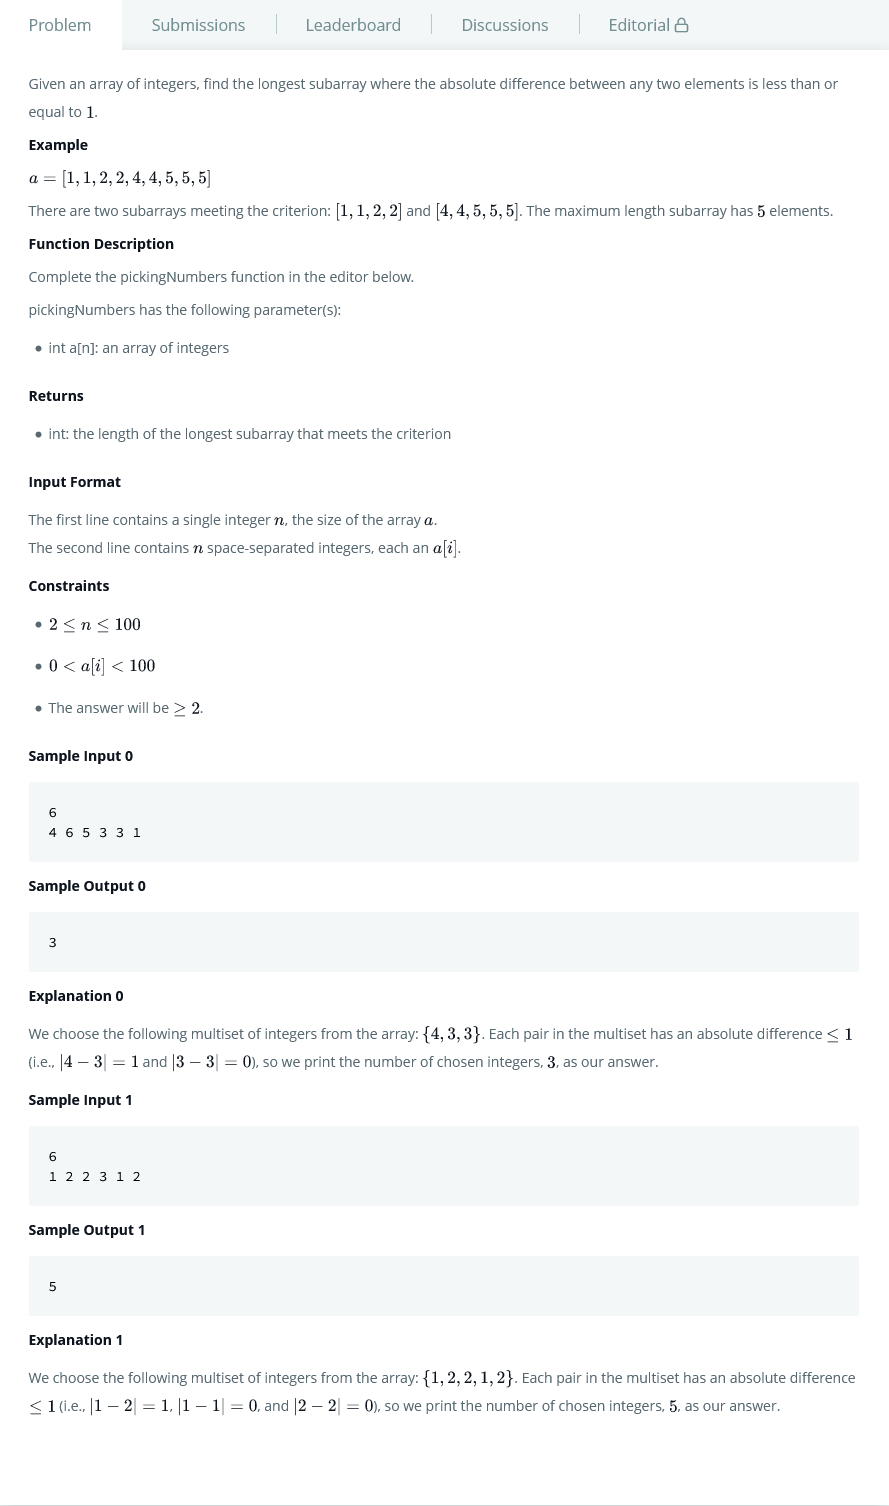 Problem
Submissions
Leaderboard
Discussions
Editorial
Given an array of integers, find the longest subarray where the absolute difference between any two elements is less than or
equal to 1.
Example
a = [1, 1, 2, 2, 4, 4, 5, 5, 5]
There are two subarrays meeting the criterion: [1, 1, 2, 2] and [4, 4, 5, 5, 5]. The maximum length subarray has 5 elements.
Function Description
Complete the pickingNumbers function in the editor below.
pickingNumbers has the following parameter(s):
• int a[n]: an array of integers
Returns
• int: the length of the longest subarray that meets the criterion
Input Format
The first line contains a single integer n, the size of the array a.
The second line contains n space-separated integers, each an a[i].
Constraints
• 2 ≤ n ≤ 100
• 0 < a[i] < 100
• The answer will be ≥ 2.
Sample Input 0
6
4 6 5 3 3 1
Sample Output 0
3
Explanation 0
We choose the following multiset of integers from the array: {4, 3, 3}. Each pair in the multiset has an absolute difference ≤ 1
(i.e., |4 − 3| = 1 and |3 − 3| = 0), so we print the number of chosen integers, 3, as our answer.
Sample Input 1
6
1 2 2 3 1 2
Sample Output 1
5
Explanation 1
We choose the following multiset of integers from the array: {1, 2, 2, 1, 2}. Each pair in the multiset has an absolute difference
≤ 1 (i.e., |1 − 2| = 1, |1 − 1| = 0, and |2 − 2| = 0), so we print the number of chosen integers, 5, as our answer.